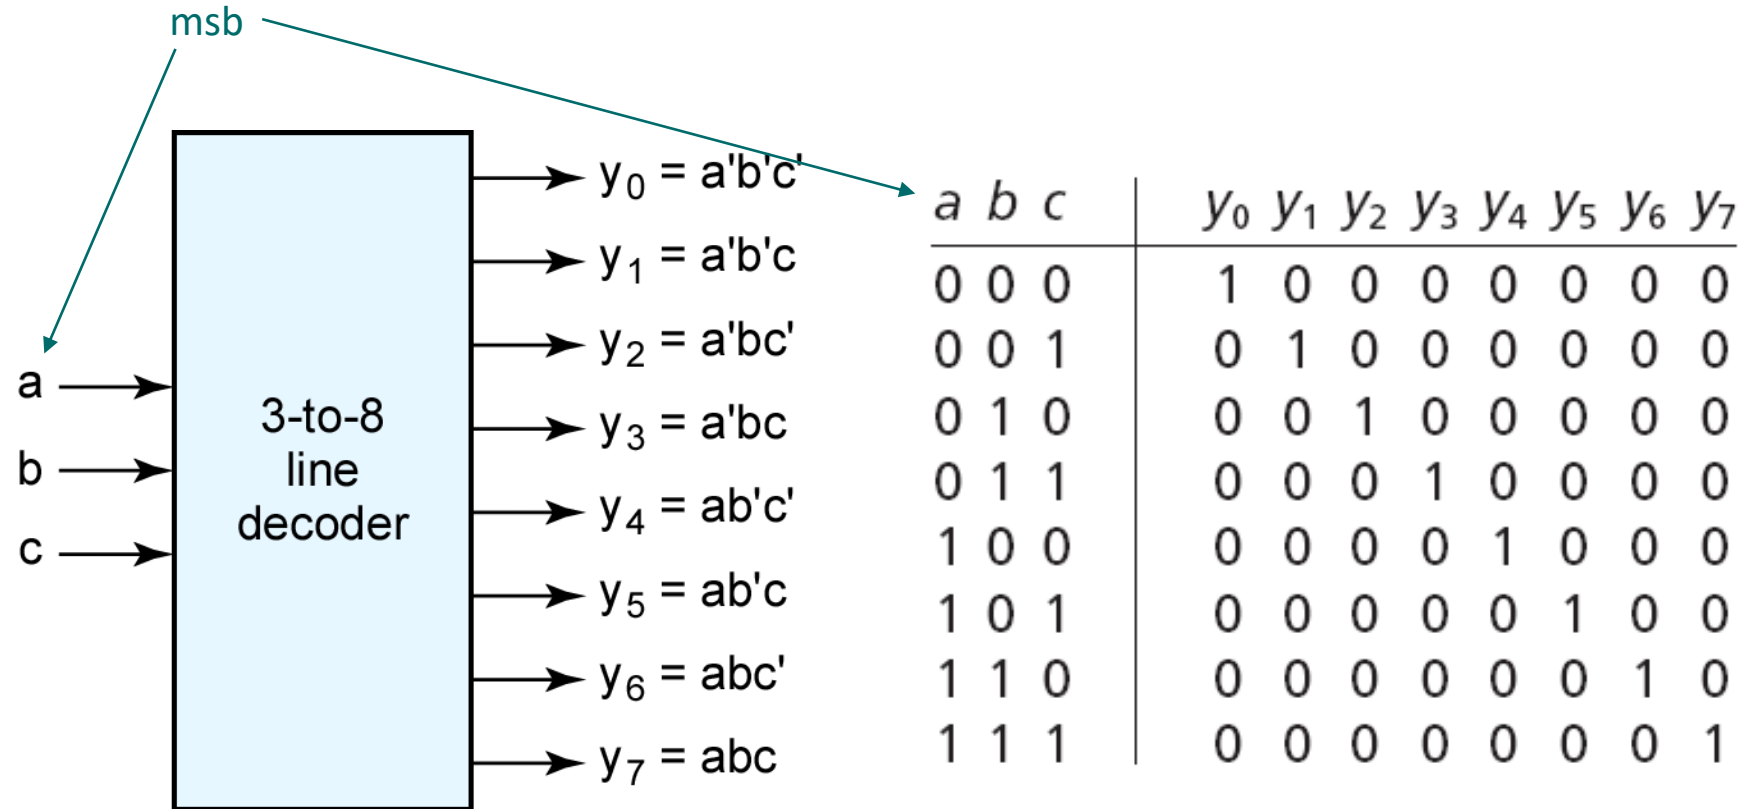 msb
a
b
c
3-to-8
line
decoder
y0 = a'b'c'
y1 = a'b'c
y2 = a'bc'
y3 = a'bc
y4 = ab'c'
y5 = ab'c
y6 = abc'
y7 = abc
a b c y0 y1 y2 y3 y4 y5 y6 y7
0 0 0 1 0 0 0 0 0 0 0
0 0 1 0 1 0 0 0 0 0 0
0 1 0 0 0 1 0 0 0 0 0
0 1 1 0 0 0 1 0 0 0 0
1 0 0 0 0 0 0 1 0 0 0
1 0 1 0 0 0 0 0 1 0 0
1 1 0 0 0 0 0 0 0 1 0
1 1 1 0 0 0 0 0 0 0 1